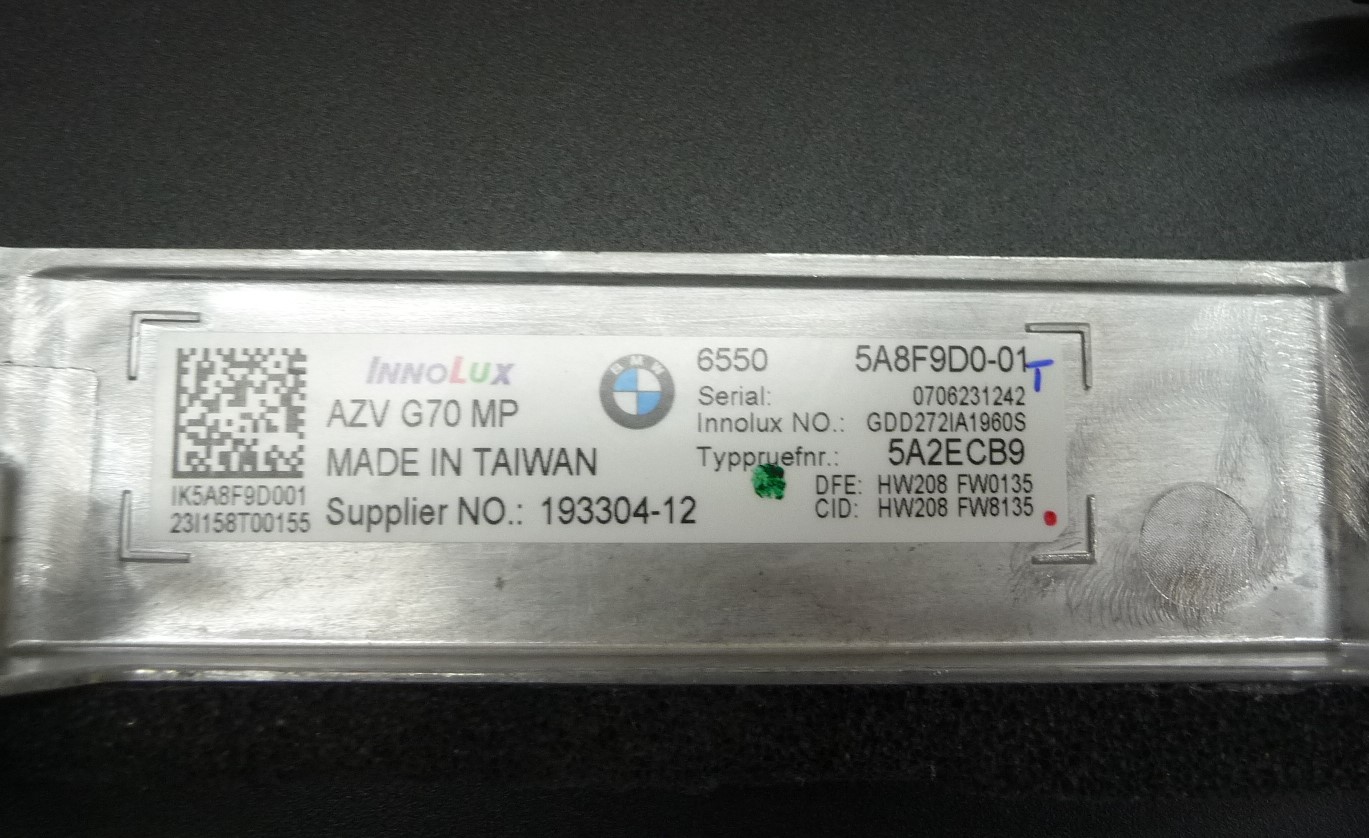 INNOLUX
AZV G70 MP
MADE IN TAIWAN
Supplier NO.: 193304-12
IK5A8F9D001
23I158T00155
BMW
6550 5A8F9D0-01
T
Serial: 0706231242
Innolux NO.: GDD272IA1960S
Typpruefnr.: 5A2ECB9
DFE: HW208 FW0135
CID: HW208 FW8135